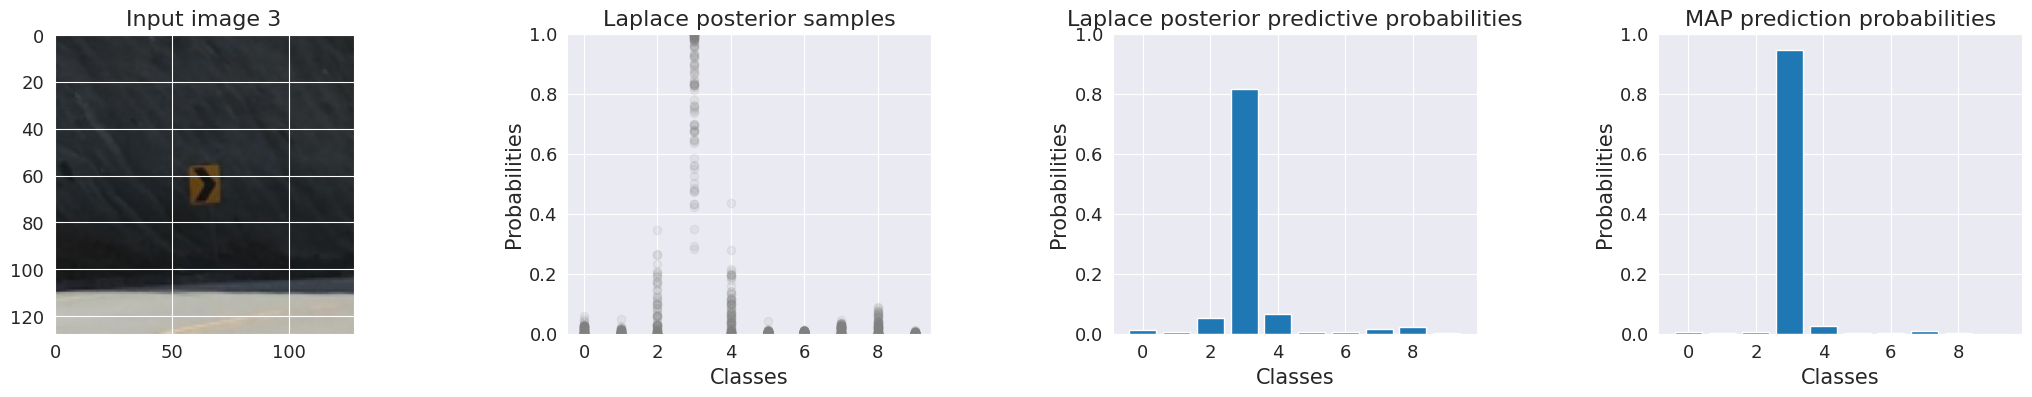 Input image 3
0
20
40
60
80
100
120
0 50 100
Laplace posterior samples
Probabilities
1.0
0.8
0.6
0.4
0.2
0.0
0 2 4 6 8
Classes
Laplace posterior predictive probabilities
Probabilities
1.0
0.8
0.6
0.4
0.2
0.0
0 2 4 6 8
Classes
MAP prediction probabilities
Probabilities
1.0
0.8
0.6
0.4
0.2
0.0
0 2 4 6 8
Classes